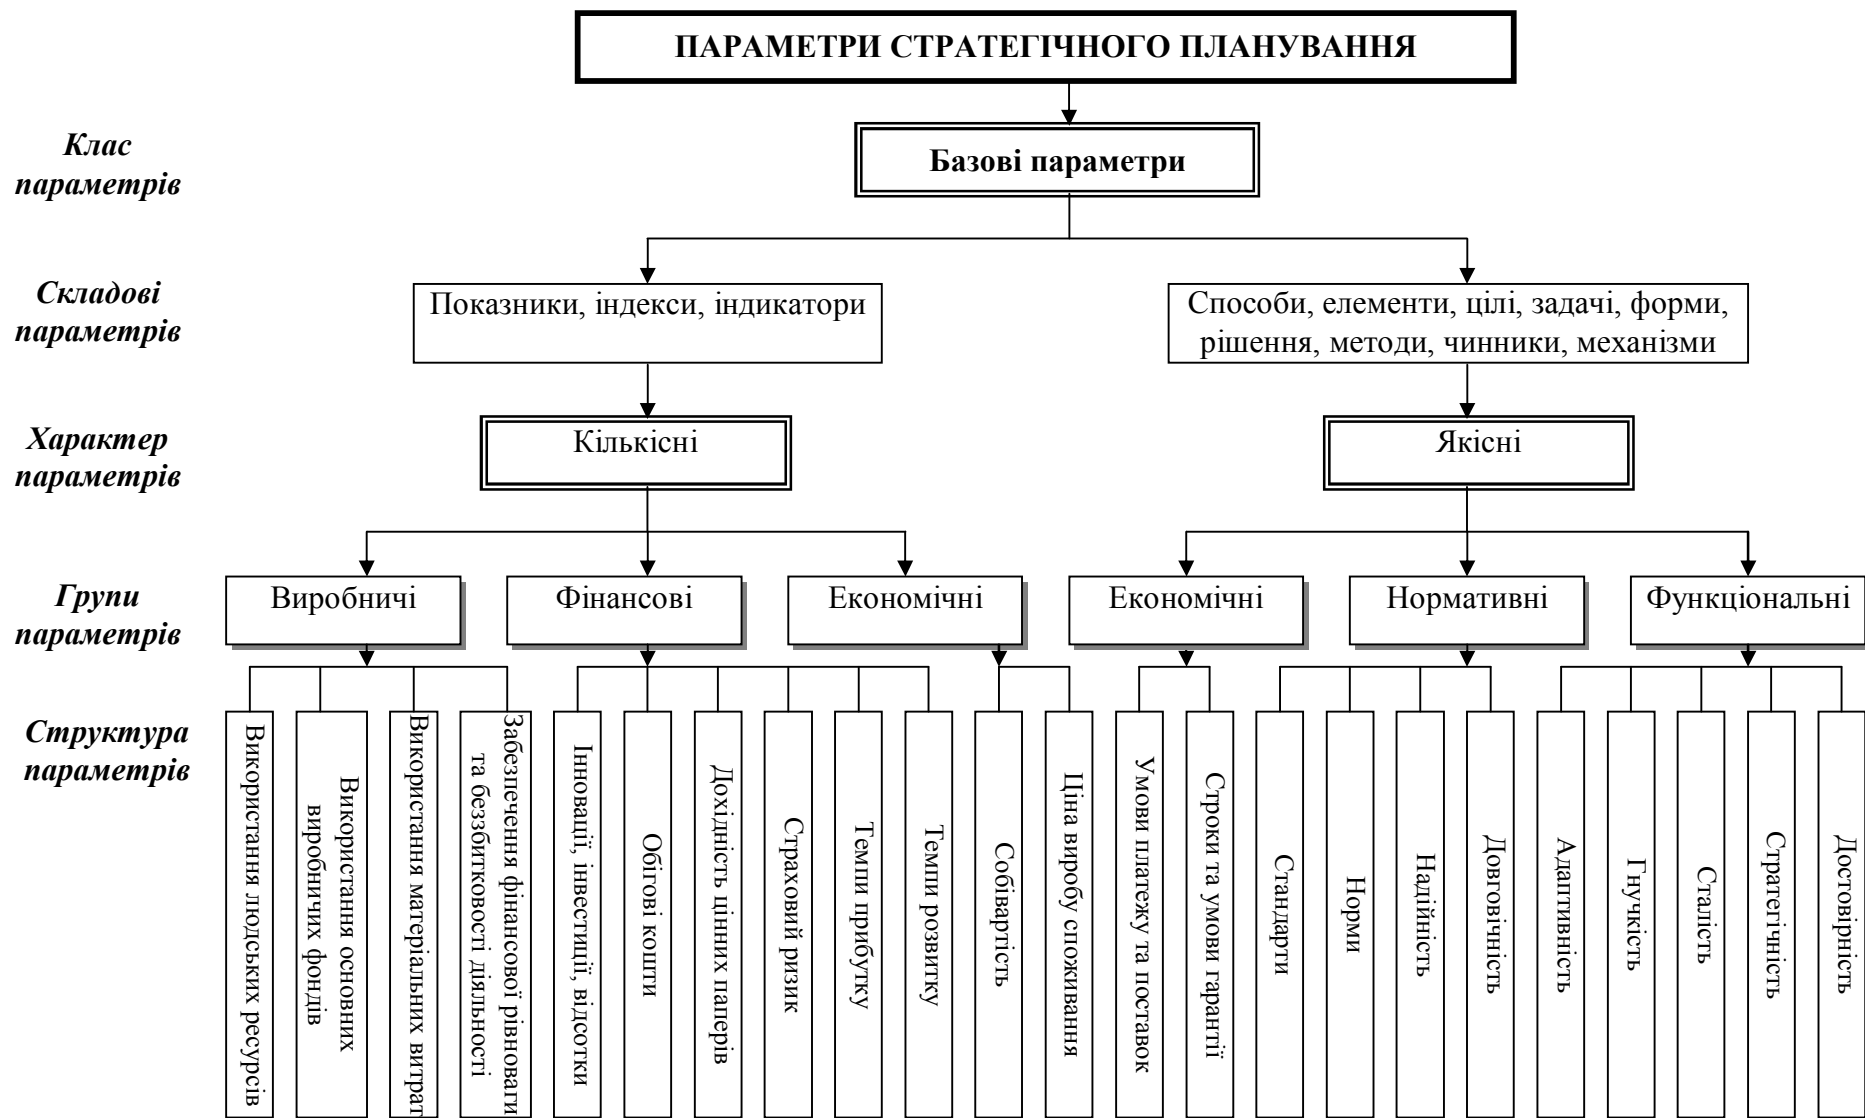 ПАРАМЕТРИ СТРАТЕГІЧНОГО ПЛАНУВАННЯ
Клас
параметрів
Базові параметри
Складові
параметрів
Показники, індекси, індикатори
Способи, елементи, цілі, задачі, форми,
рішення, методи, чинники, механізми
Характер
параметрів
Кількісні
Якісні
Групи
параметрів
Виробничі
Фінансові
Економічні
Економічні
Нормативні
Функціональні
Структура
параметрів
Використання людських ресурсів
Використання основних
виробничих фондів
Використання матеріальних витрат
Забезпечення фінансової рівноваги
та беззбитковості діяльності
Інновації, інвестиції, відсотки
Обігові кошти
Дохідність цінних паперів
Страховий ризик
Темпи прибутку
Темпи розвитку
Собівартість
Ціна виробу споживання
Умови платежу та поставок
Строки та умови гарантії
Стандарти
Норми
Надійність
Довговічність
Адаптивність
Гнучкість
Сталість
Стратегічність
Достовірність